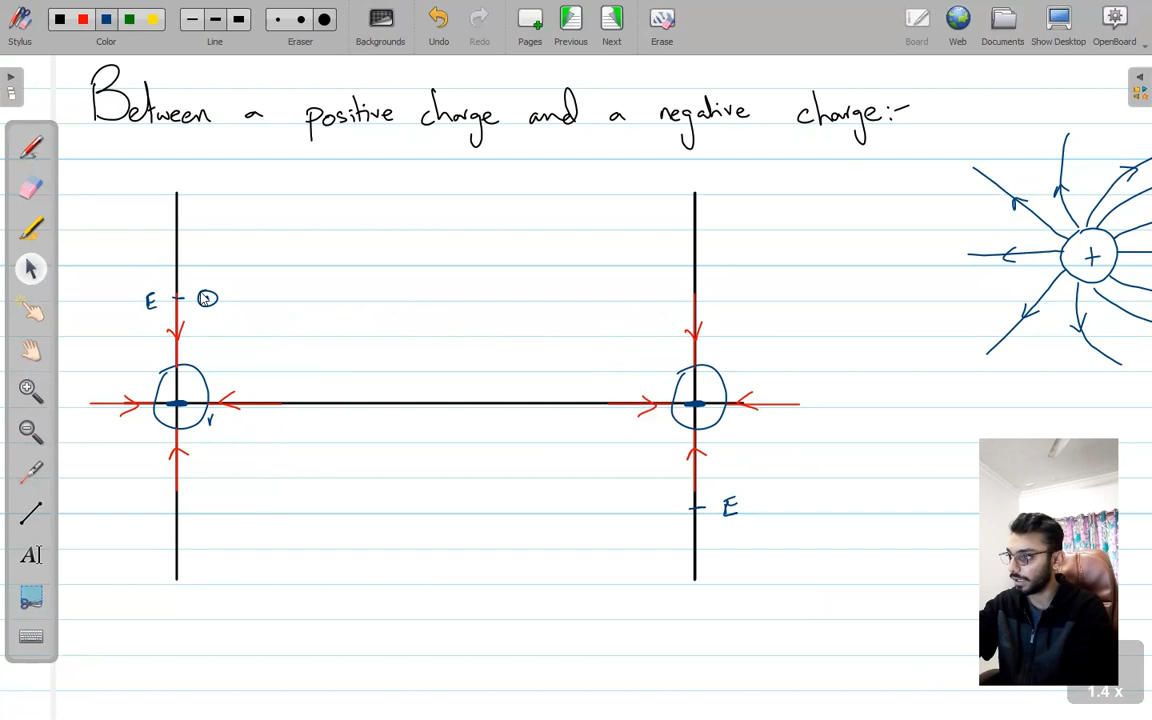 Stylus
Color
Line
Eraser
Backgrounds
Undo
Redo
Pages
Previous
Next
Erase
Board
Web
Documents
Show Desktop
OpenBoard
Between a positive charge and a negative charge:-
+
E
r
E
A
1.4 x